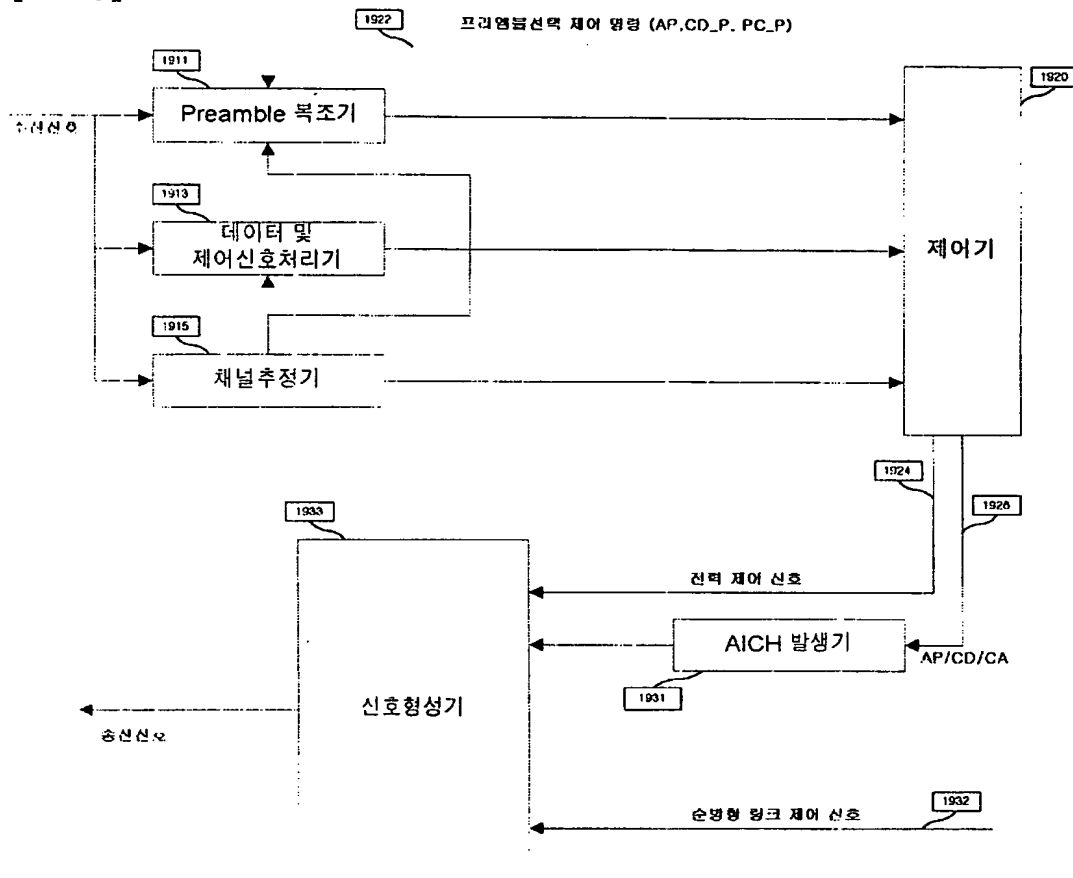 1922
프리엠블선택 제어 명령 (AP,CD_P, PC_P)
1911
1920
Preamble 복조기
수신신호
1913
데이터 및
제어신호처리기
제어기
1915
채널추정기
1924
1926
1933
전력 제어 신호
AICH 발생기
AP/CD/CA
1931
신호형성기
송신신호
1932
순방향 링크 제어 신호